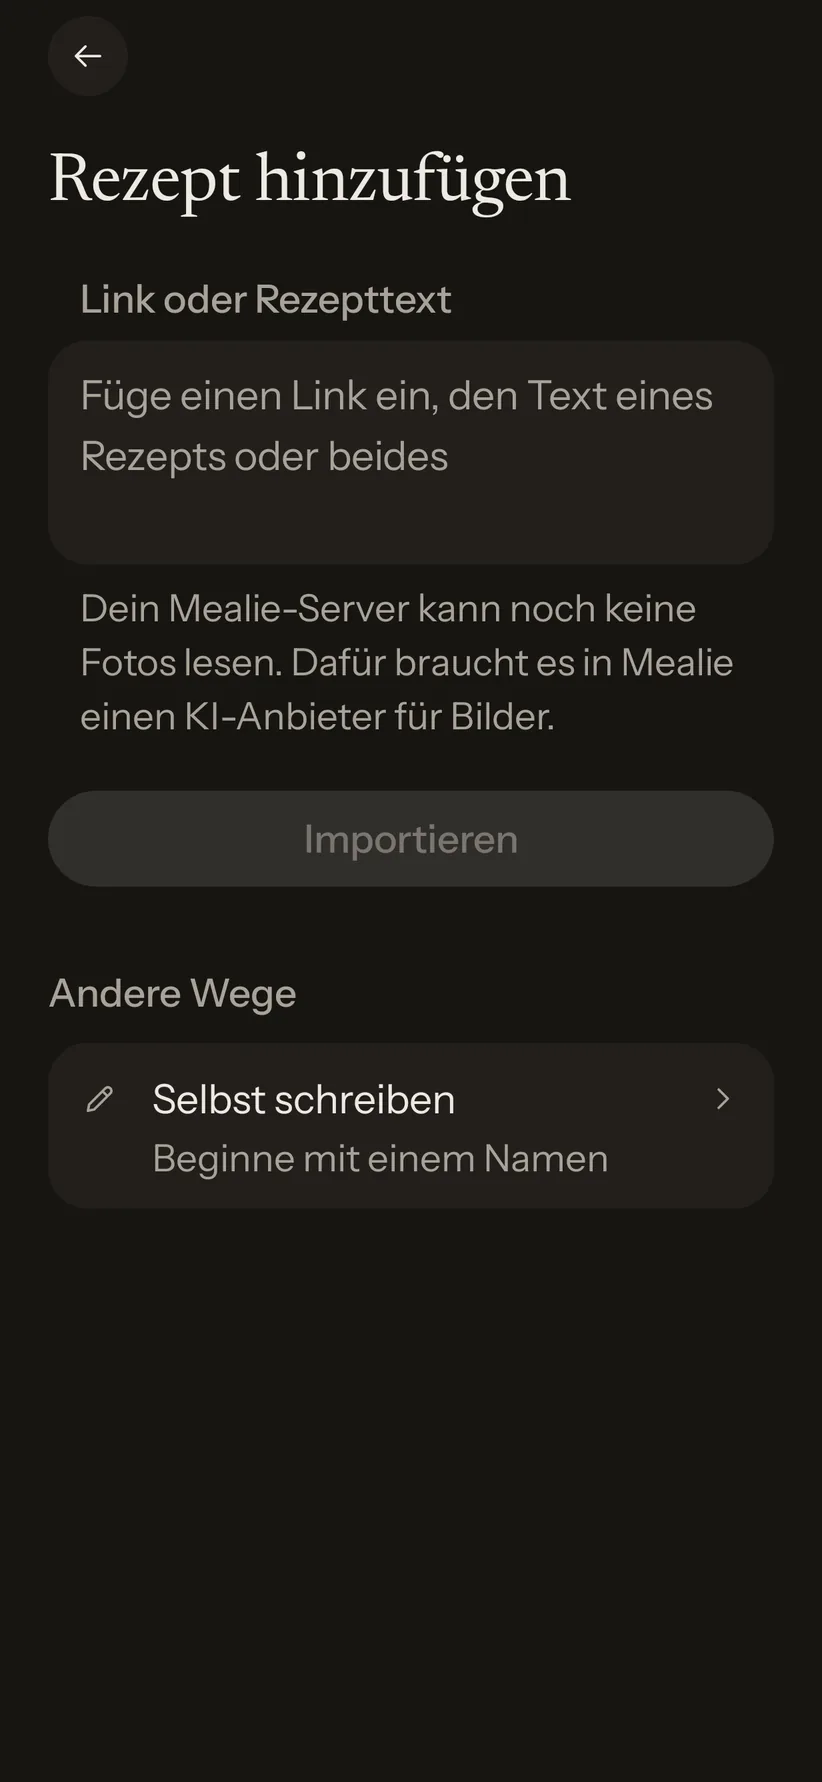 Rezept hinzufügen
Link oder Rezepttext
Füge einen Link ein, den Text eines
Rezepts oder beides
Dein Mealie-Server kann noch keine
Fotos lesen. Dafür braucht es in Mealie
einen KI-Anbieter für Bilder.
Importieren
Andere Wege
Selbst schreiben
Beginne mit einem Namen